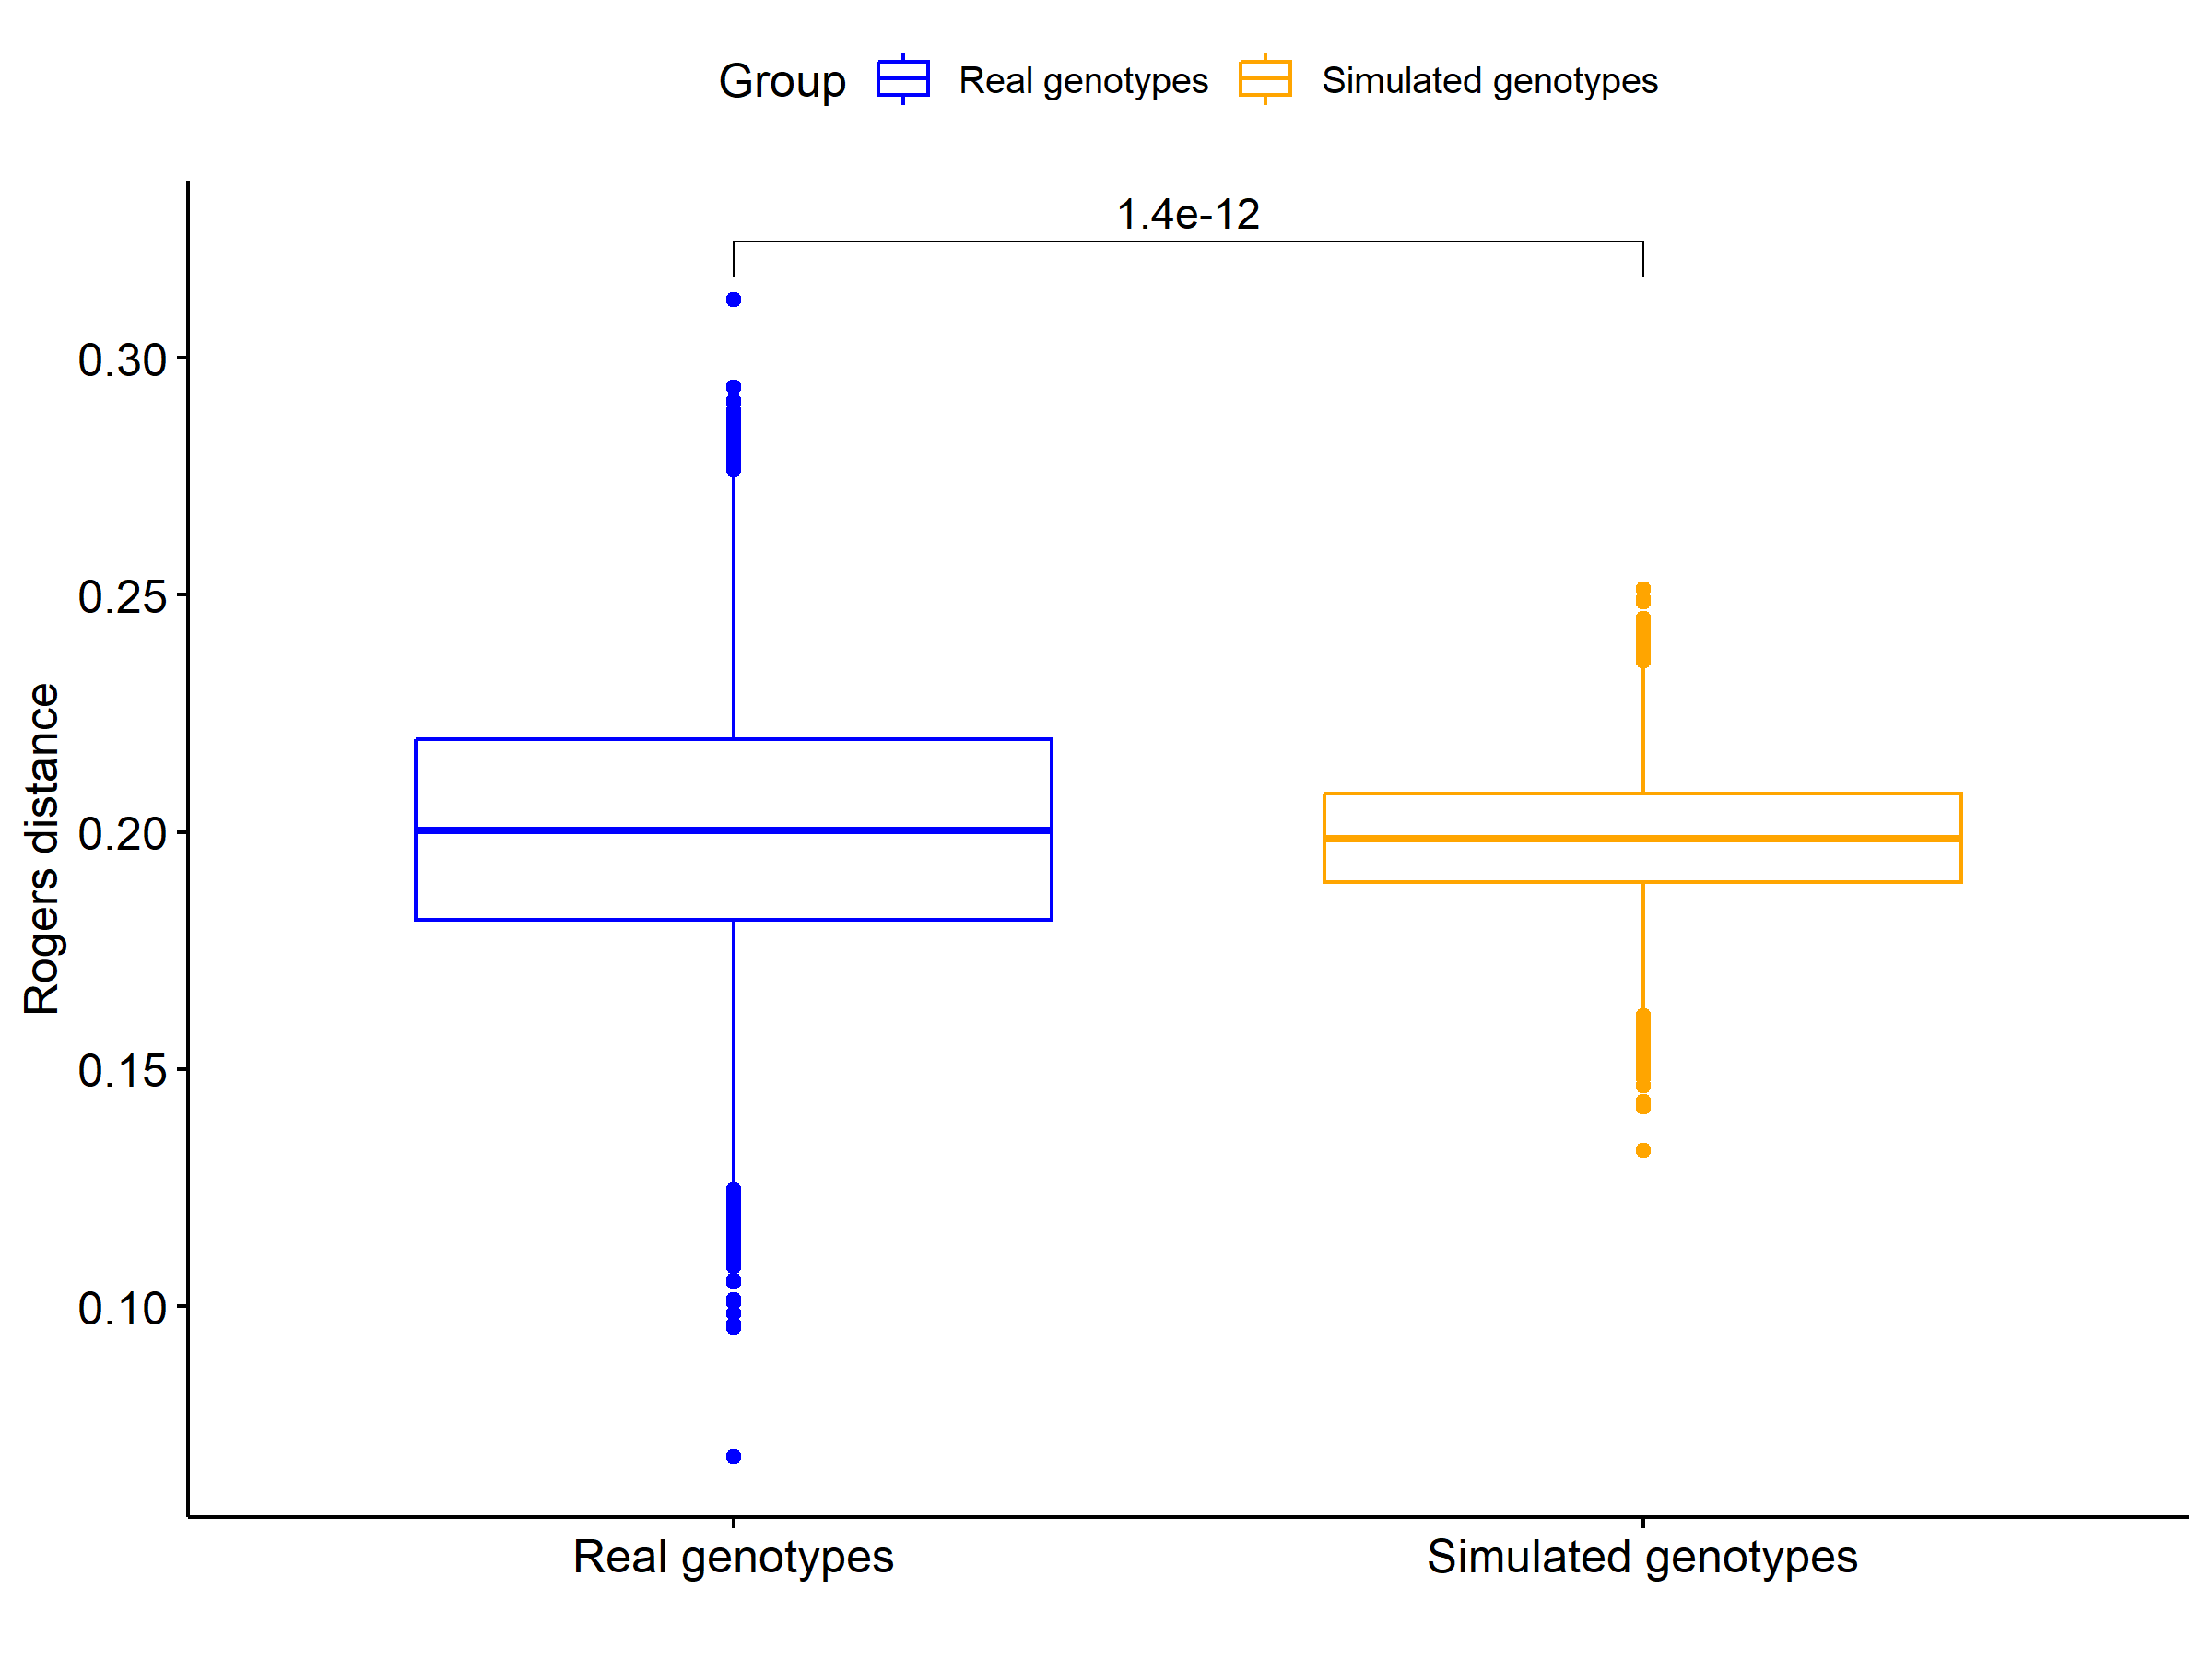 Group Real genotypes Simulated genotypes
1.4e-12
0.30
0.25
0.20
0.15
0.10
Rogers distance
Real genotypes Simulated genotypes